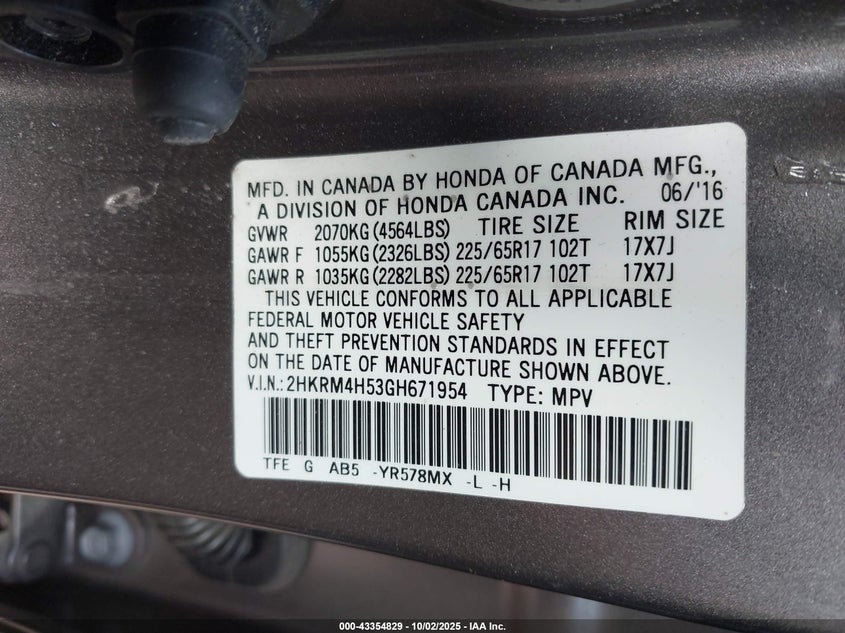 MFD. IN CANADA BY HONDA OF CANADA MFG.,
A DIVISION OF HONDA CANADA INC. 06/'16
GVWR 2070KG (4564LBS) TIRE SIZE RIM SIZE
GAWR F 1055KG (2326LBS) 225/65R17 102T 17X7J
GAWR R 1035KG (2282LBS) 225/65R17 102T 17X7J
THIS VEHICLE CONFORMS TO ALL APPLICABLE
FEDERAL MOTOR VEHICLE SAFETY
AND THEFT PREVENTION STANDARDS IN EFFECT
ON THE DATE OF MANUFACTURE SHOWN ABOVE.
V.I.N.: 2HKRM4H53GH671954 TYPE: MPV
TFE G AB5 -YR578MX -L -H
000-43354829 - 10/02/2025 - IAA Inc.